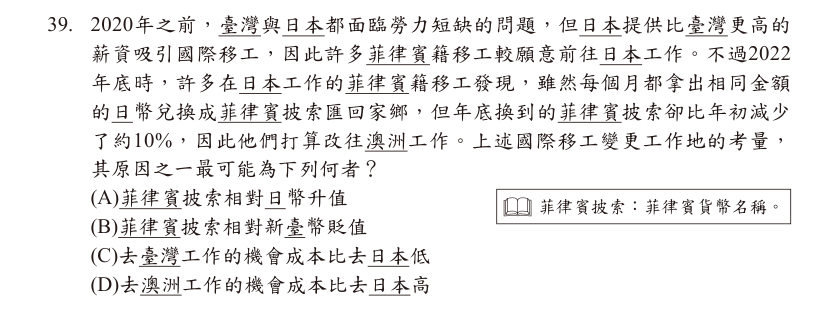 39. 2020年之前，臺灣與日本都面臨勞力短缺的問題，但日本提供比臺灣更高的
薪資吸引國際移工，因此許多菲律賓籍移工較願意前往日本工作。不過2022
年底時，許多在日本工作的菲律賓籍移工發現，雖然每個月都拿出相同金額
的日幣兌換成菲律賓披索匯回家鄉，但年底換到的菲律賓披索卻比年初減少
了約10%，因此他們打算改往澳洲工作。上述國際移工變更工作地的考量，
其原因之一最可能為下列何者？
(A)菲律賓披索相對日幣升值
(B)菲律賓披索相對新臺幣貶值
(C)去臺灣工作的機會成本比去日本低
(D)去澳洲工作的機會成本比去日本高
菲律賓披索：菲律賓貨幣名稱。